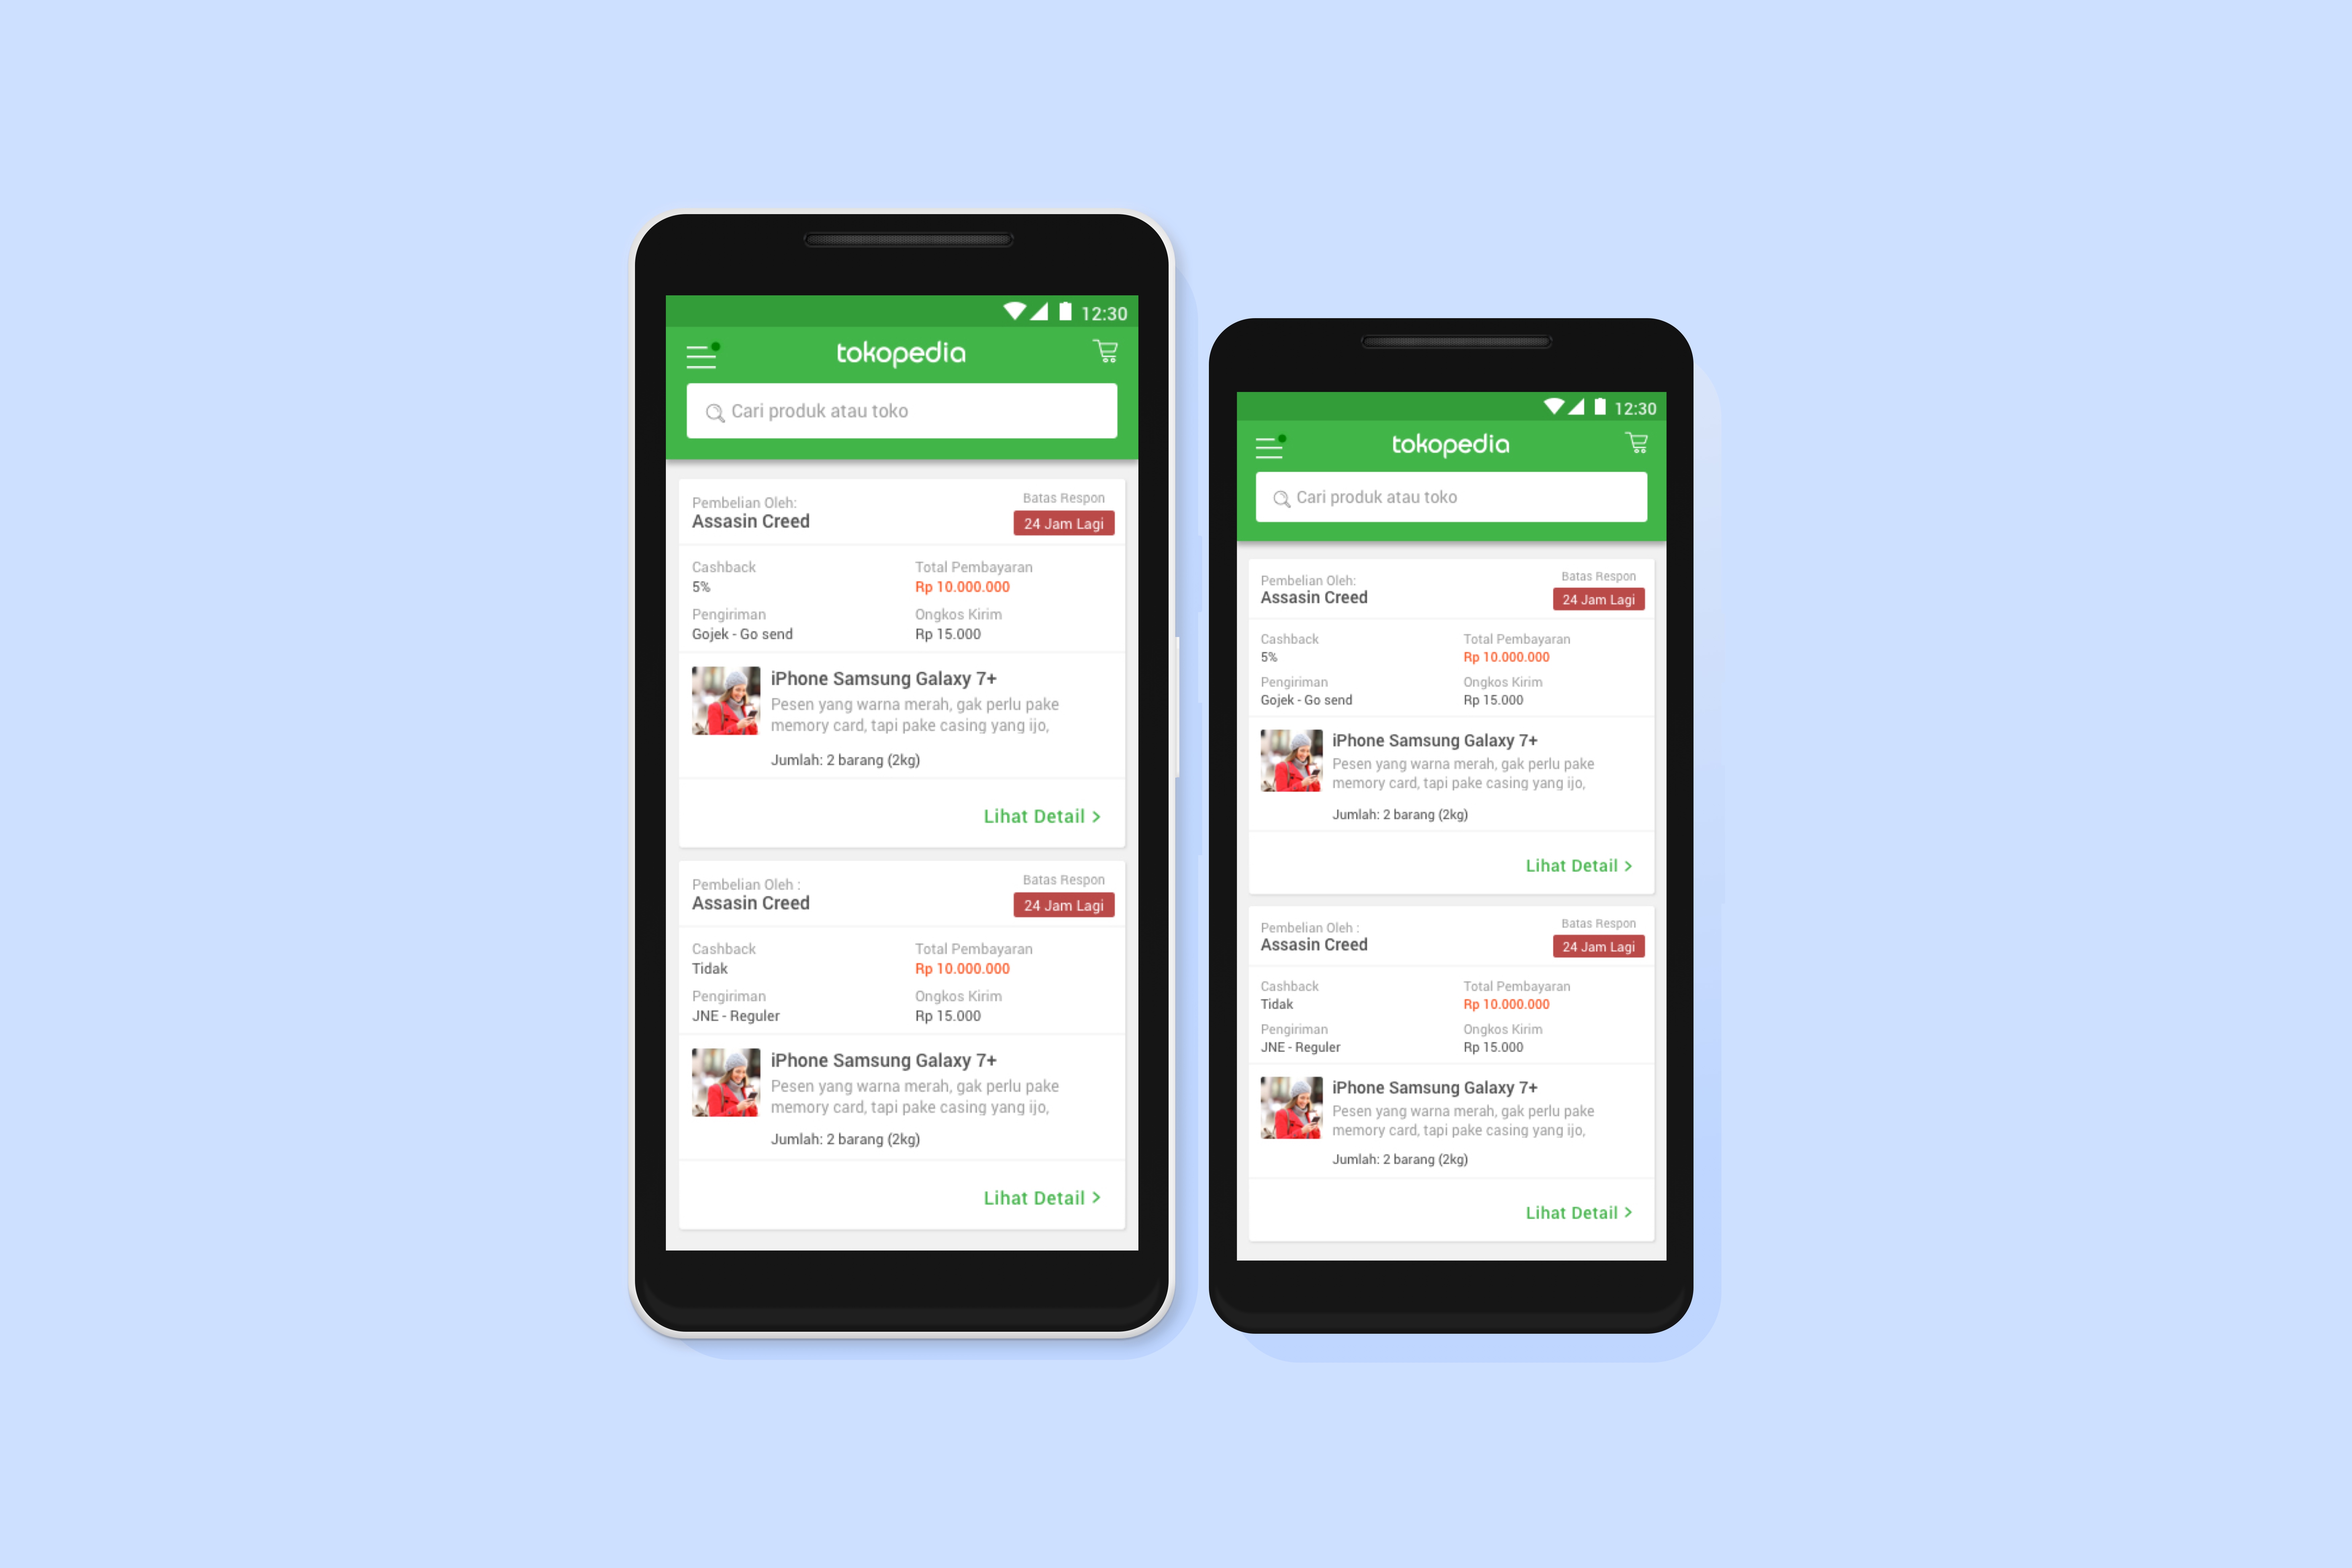 12:30
tokopedia
Cari produk atau toko
Pembelian Oleh:
Assasin Creed
Batas Respon
24 Jam Lagi
Cashback
5%
Total Pembayaran
Rp 10.000.000
Pengiriman
Gojek - Go send
Ongkos Kirim
Rp 15.000
iPhone Samsung Galaxy 7+
Pesen yang warna merah, gak perlu pake
memory card, tapi pake casing yang ijo,
Jumlah: 2 barang (2kg)
Lihat Detail >
Pembelian Oleh :
Assasin Creed
Batas Respon
24 Jam Lagi
Cashback
Tidak
Total Pembayaran
Rp 10.000.000
Pengiriman
JNE - Reguler
Ongkos Kirim
Rp 15.000
iPhone Samsung Galaxy 7+
Pesen yang warna merah, gak perlu pake
memory card, tapi pake casing yang ijo,
Jumlah: 2 barang (2kg)
Lihat Detail >
12:30
tokopedia
Cari produk atau toko
Pembelian Oleh:
Assasin Creed
Batas Respon
24 Jam Lagi
Cashback
5%
Total Pembayaran
Rp 10.000.000
Pengiriman
Gojek - Go send
Ongkos Kirim
Rp 15.000
iPhone Samsung Galaxy 7+
Pesen yang warna merah, gak perlu pake
memory card, tapi pake casing yang ijo,
Jumlah: 2 barang (2kg)
Lihat Detail >
Pembelian Oleh :
Assasin Creed
Batas Respon
24 Jam Lagi
Cashback
Tidak
Total Pembayaran
Rp 10.000.000
Pengiriman
JNE - Reguler
Ongkos Kirim
Rp 15.000
iPhone Samsung Galaxy 7+
Pesen yang warna merah, gak perlu pake
memory card, tapi pake casing yang ijo,
Jumlah: 2 barang (2kg)
Lihat Detail >